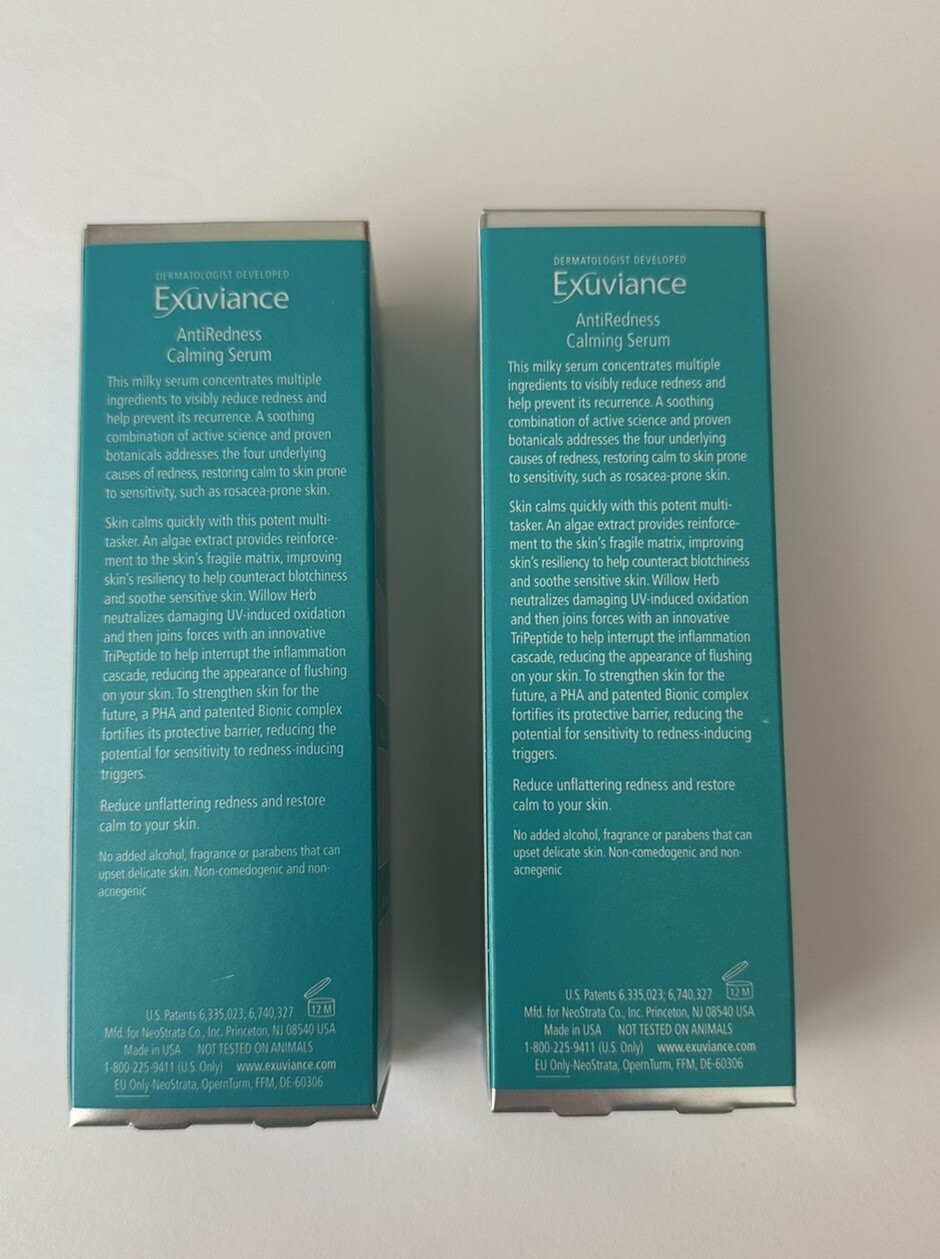 DERMATOLOGIST DEVELOPED
Exuviance
AntiRedness
Calming Serum
This milky serum concentrates multiple
ingredients to visibly reduce redness and
help prevent its recurrence. A soothing
combination of active science and proven
botanicals addresses the four underlying
causes of redness, restoring calm to skin prone
to sensitivity, such as rosacea-prone skin.
Skin calms quickly with this potent multi-
tasker. An algae extract provides reinforce-
ment to the skin's fragile matrix, improving
skin's resiliency to help counteract blotchiness
and soothe sensitive skin. Willow Herb
neutralizes damaging UV-induced oxidation
and then joins forces with an innovative
TriPeptide to help interrupt the inflammation
cascade, reducing the appearance of flushing
on your skin. To strengthen skin for the
future, a PHA and patented Bionic complex
fortifies its protective barrier, reducing the
potential for sensitivity to redness-inducing
triggers.
Reduce unflattering redness and restore
calm to your skin.
No added alcohol, fragrance or parabens that can
upset delicate skin. Non-comedogenic and non-
acnegenic
U.S. Patents 6,335,023; 6,740,327 12 M
Mfd. for NeoStrata Co., Inc. Princeton, NJ 08540 USA
Made in USA NOT TESTED ON ANIMALS
1-800-225-9411 (U.S. Only) www.exuviance.com
EU Only-NeoStrata, OpernTurm, FFM, DE-60306
DERMATOLOGIST DEVELOPED
Exuviance
AntiRedness
Calming Serum
This milky serum concentrates multiple
ingredients to visibly reduce redness and
help prevent its recurrence. A soothing
combination of active science and proven
botanicals addresses the four underlying
causes of redness, restoring calm to skin prone
to sensitivity, such as rosacea-prone skin.
Skin calms quickly with this potent multi-
tasker. An algae extract provides reinforce-
ment to the skin's fragile matrix, improving
skin's resiliency to help counteract blotchiness
and soothe sensitive skin. Willow Herb
neutralizes damaging UV-induced oxidation
and then joins forces with an innovative
TriPeptide to help interrupt the inflammation
cascade, reducing the appearance of flushing
on your skin. To strengthen skin for the
future, a PHA and patented Bionic complex
fortifies its protective barrier, reducing the
potential for sensitivity to redness-inducing
triggers.
Reduce unflattering redness and restore
calm to your skin.
No added alcohol, fragrance or parabens that can
upset delicate skin. Non-comedogenic and non-
acnegenic
U.S. Patents 6,335,023; 6,740,327 12 M
Mfd. for NeoStrata Co., Inc. Princeton, NJ 08540 USA
Made in USA NOT TESTED ON ANIMALS
1-800-225-9411 (U.S. Only) www.exuviance.com
EU Only-NeoStrata, OpernTurm, FFM, DE-60306